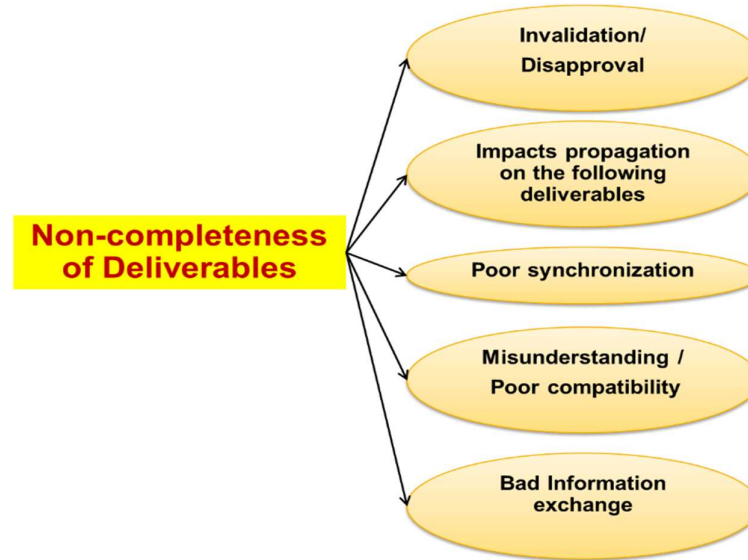 Invalidation/
Disapproval
Impacts propagation
on the following
deliverables
Non-completeness
of Deliverables
Poor synchronization
Misunderstanding /
Poor compatibility
Bad Information
exchange